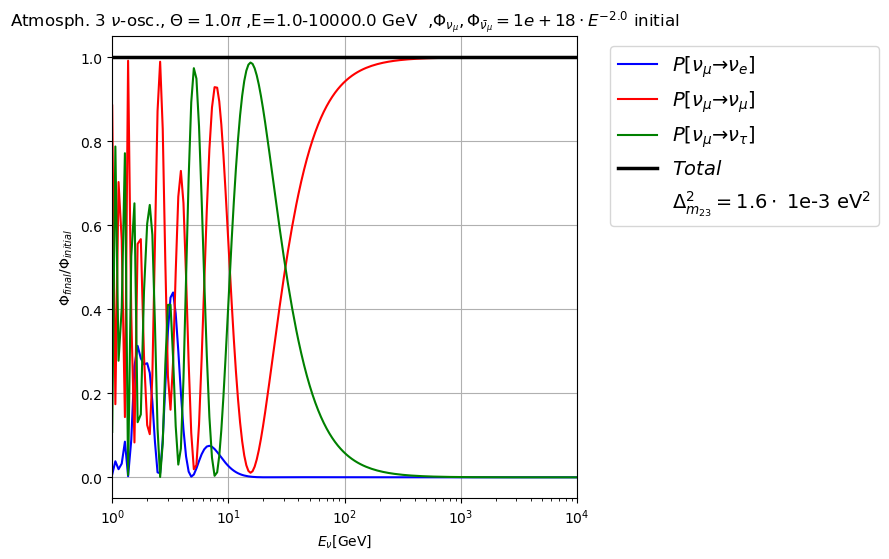 Atmosph. 3 ν-osc., Θ = 1.0π ,E=1.0-10000.0 GeV ,Φ_{ν_μ}, Φ_{ν̄_μ} = 1e + 18 · E^{−2.0} initial
1.0
0.8
0.6
0.4
0.2
0.0
Φ_{final}/Φ_{initial}
10^0
10^1
10^2
10^3
10^4
E_ν[GeV]
P[ν_μ→ν_e]
P[ν_μ→ν_μ]
P[ν_μ→ν_τ]
Total
Δ^2_{m_{23}} = 1.6 · 1e-3 eV^2